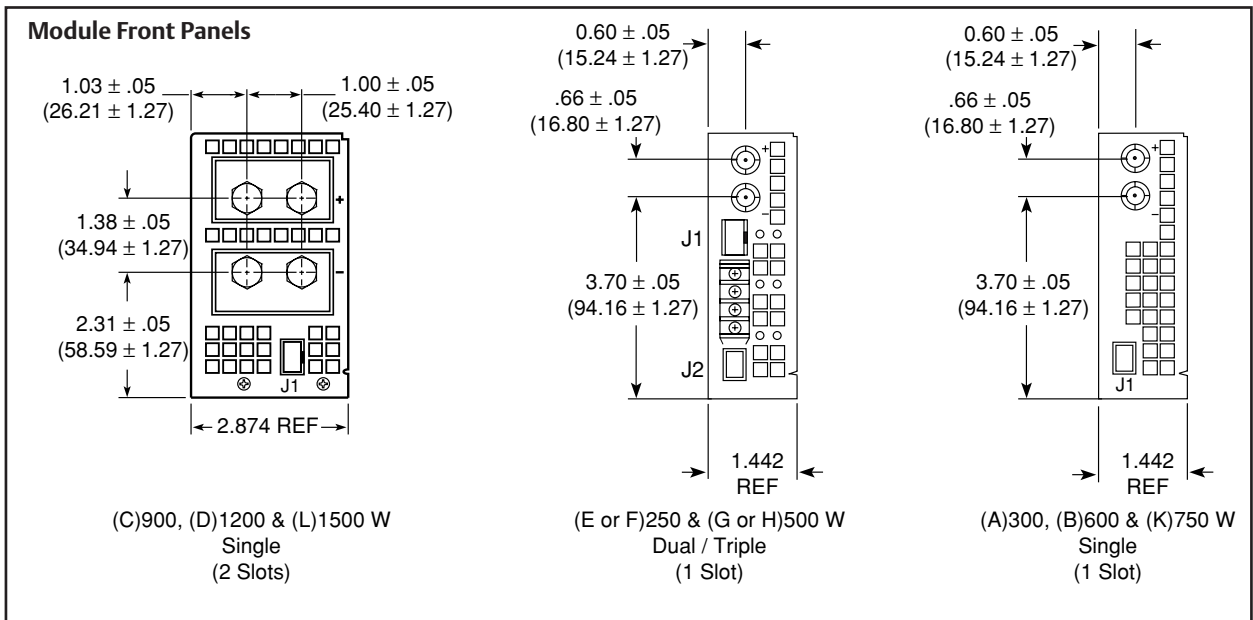 Module Front Panels
1.03 ± .05
(26.21 ± 1.27)
1.00 ± .05
(25.40 ± 1.27)
+
1.38 ± .05
(34.94 ± 1.27)
−
2.31 ± .05
(58.59 ± 1.27)
J1
2.874 REF
(C)900, (D)1200 & (L)1500 W
Single
(2 Slots)
0.60 ± .05
(15.24 ± 1.27)
.66 ± .05
(16.80 ± 1.27)
+
−
J1
3.70 ± .05
(94.16 ± 1.27)
J2
1.442
REF
(E or F)250 & (G or H)500 W
Dual / Triple
(1 Slot)
0.60 ± .05
(15.24 ± 1.27)
.66 ± .05
(16.80 ± 1.27)
+
−
3.70 ± .05
(94.16 ± 1.27)
J1
1.442
REF
(A)300, (B)600 & (K)750 W
Single
(1 Slot)